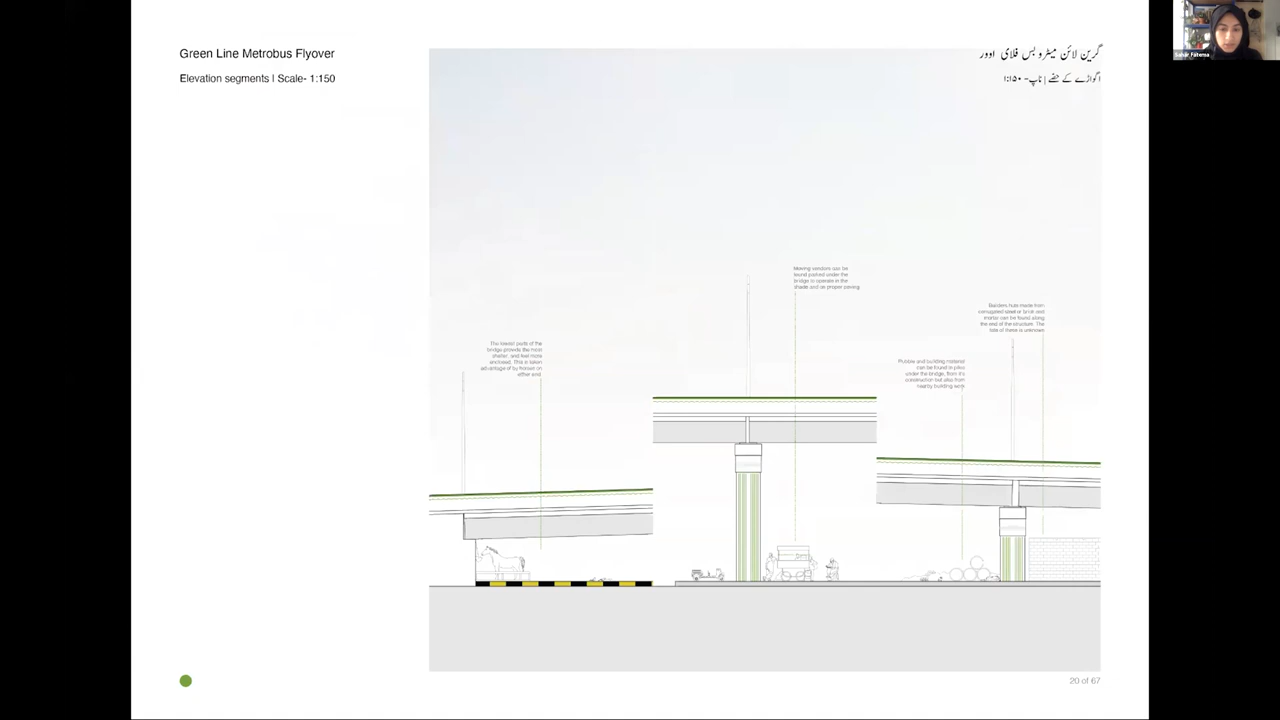 Green Line Metrobus Flyover
Elevation segments | Scale- 1:150
گرین لائن میٹرو بس فلائی اوور
اگواڑے کے حصّے | ناپ- ۱:۱۵۰
Sahar Fatema
Moving vendors can be
found parked under the
bridge to operate in the
shade and on proper paving
Builders huts made from
corrugated steel or brick and
mortar can be found along
the end of the structure. The
fate of these is unknown
The lowest parts of the
bridge provide the most
shelter, and feel more
enclosed. This is taken
advantage of by horses on
either end
Rubble and building material
can be found in piles
under the bridge, from it's
construction but also from
nearby building work
20 of 67